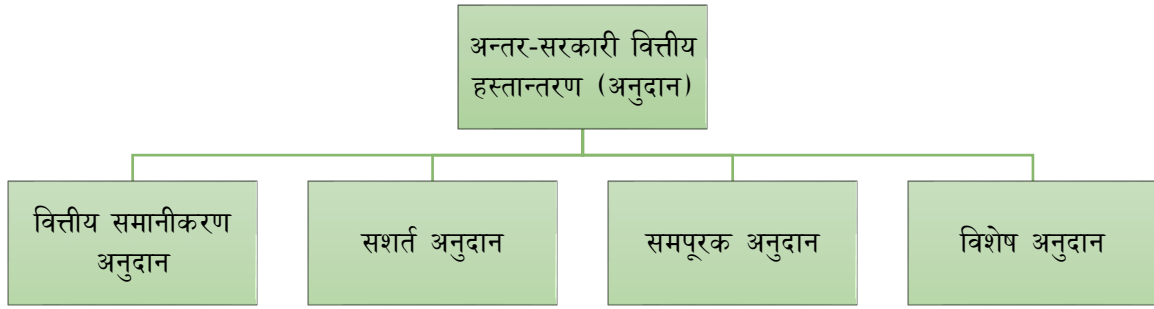 अन्तर-सरकारी वित्तीय
हस्तान्तरण (अनुदान)
वित्तीय समानीकरण
अनुदान
सशर्त अनुदान
समपूरक अनुदान
विशेष अनुदान